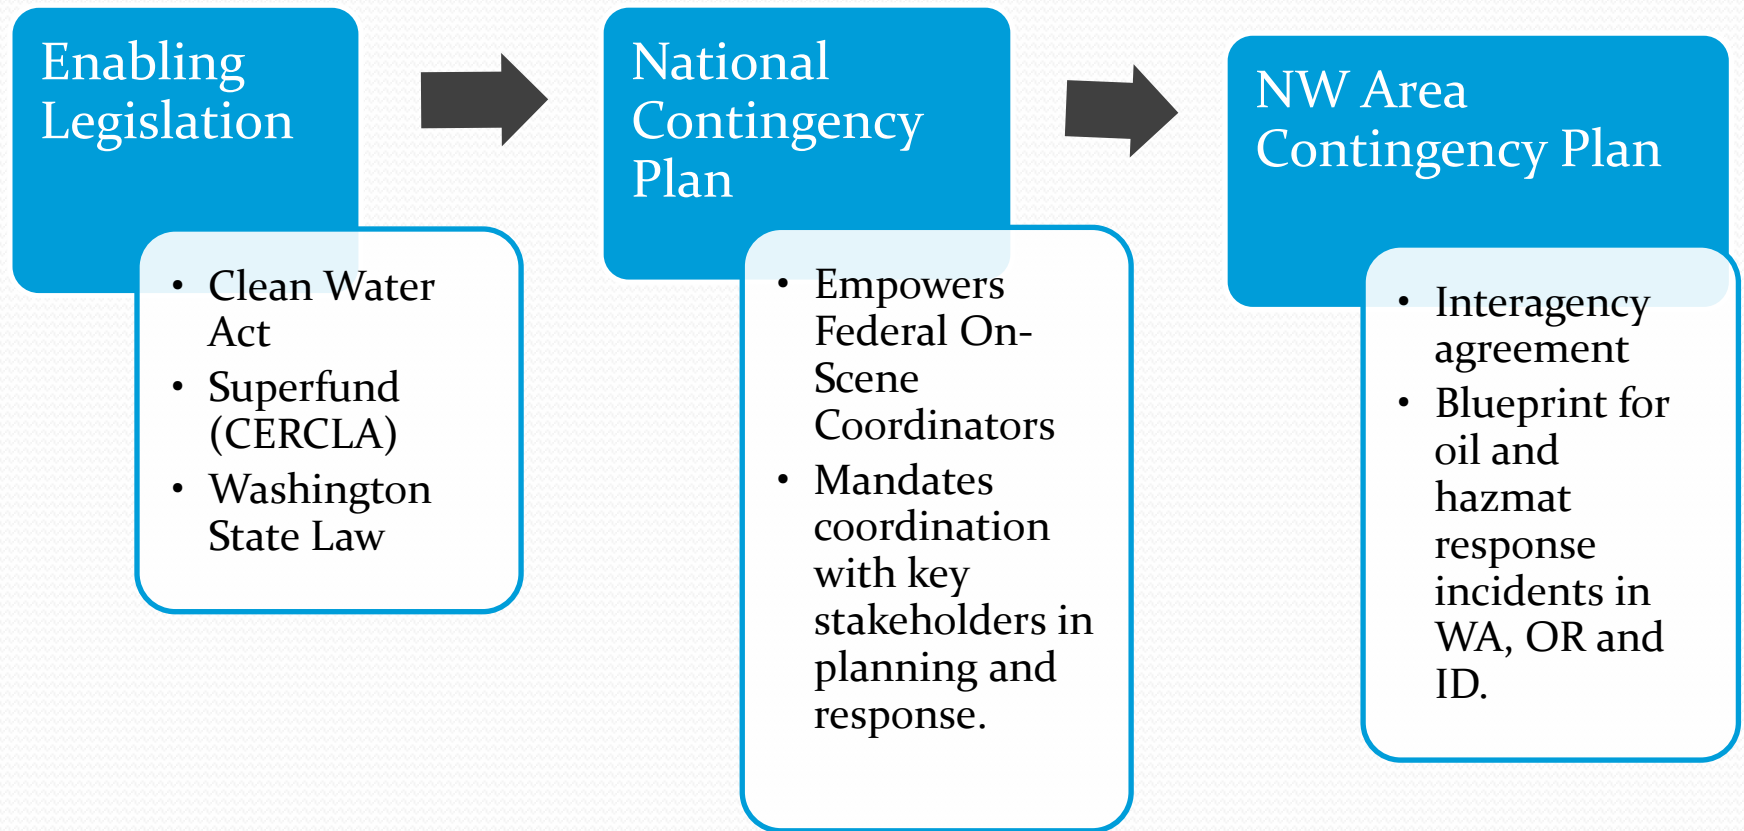 Enabling
Legislation
• Clean Water
Act
• Superfund
(CERCLA)
• Washington
State Law
National
Contingency
Plan
• Empowers
Federal On-
Scene
Coordinators
• Mandates
coordination
with key
stakeholders in
planning and
response.
NW Area
Contingency Plan
• Interagency
agreement
• Blueprint for
oil and
hazmat
response
incidents in
WA, OR and
ID.